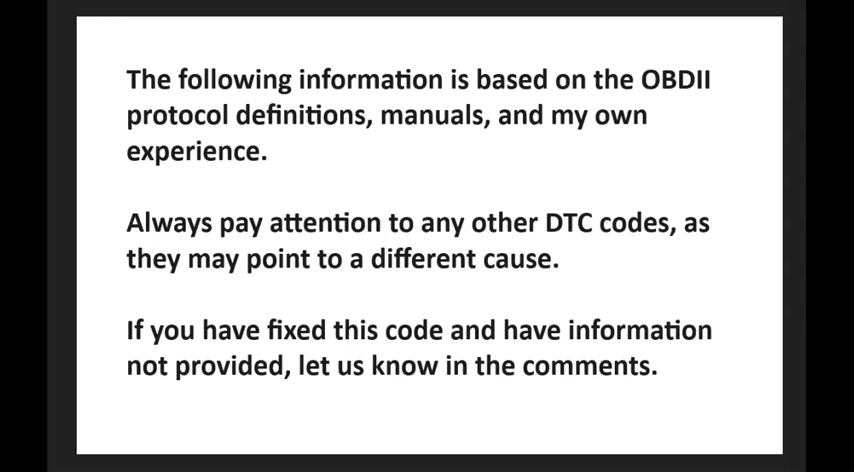 The following information is based on the OBDII
protocol definitions, manuals, and my own
experience.
Always pay attention to any other DTC codes, as
they may point to a different cause.
If you have fixed this code and have information
not provided, let us know in the comments.